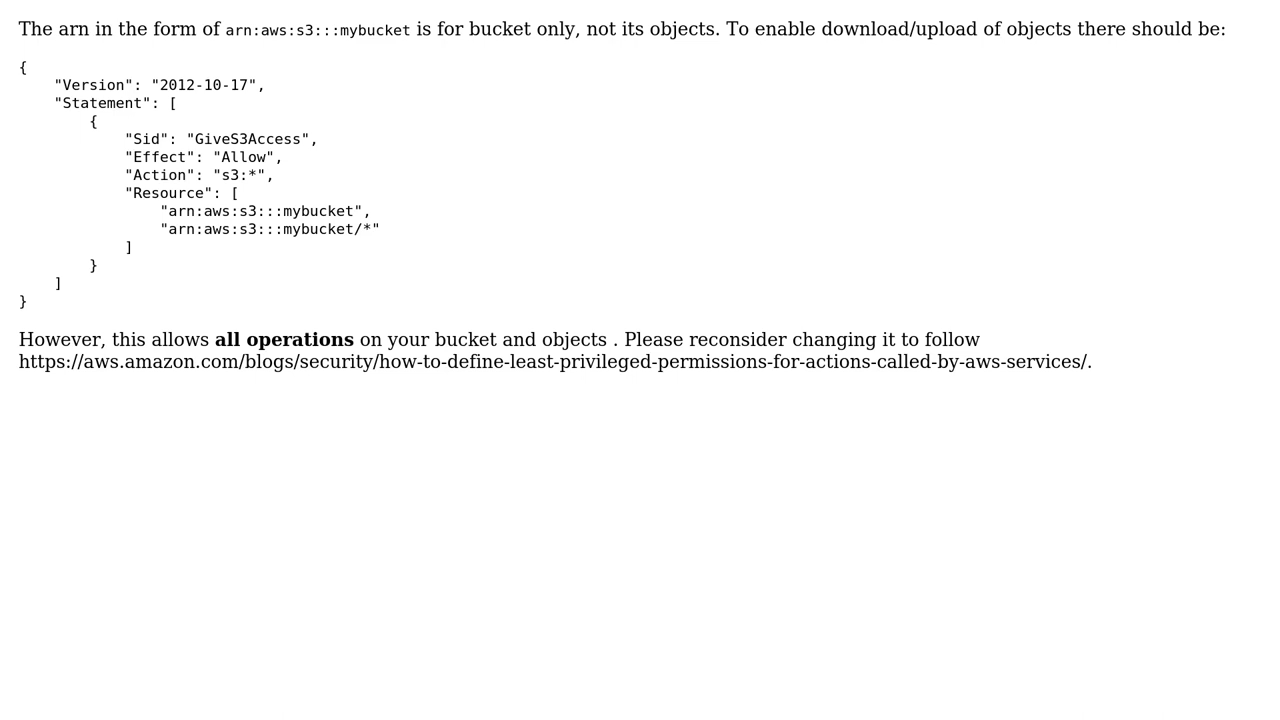 The arn in the form of arn:aws:s3:::mybucket is for bucket only, not its objects. To enable download/upload of objects there should be:
{
    "Version": "2012-10-17",
    "Statement": [
        {
            "Sid": "GiveS3Access",
            "Effect": "Allow",
            "Action": "s3:*",
            "Resource": [
                "arn:aws:s3:::mybucket",
                "arn:aws:s3:::mybucket/*"
            ]
        }
    ]
}
However, this allows all operations on your bucket and objects . Please reconsider changing it to follow
https://aws.amazon.com/blogs/security/how-to-define-least-privileged-permissions-for-actions-called-by-aws-services/.